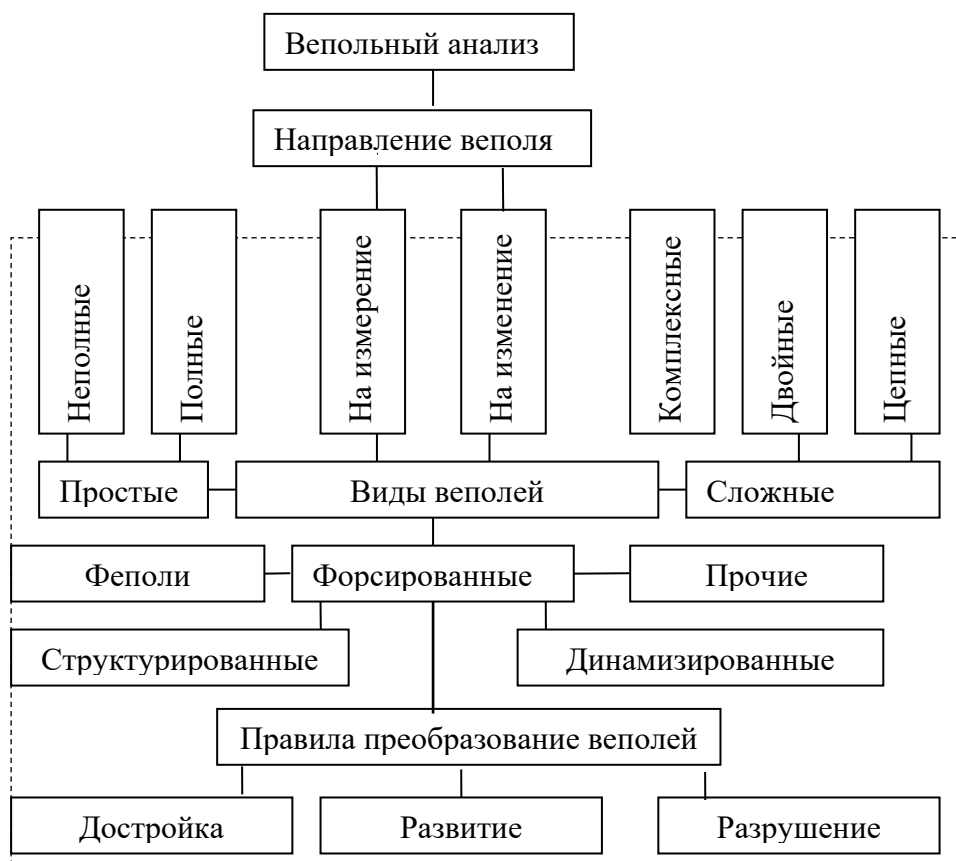 Вепольный анализ
Направление веполя
Неполные
Полные
На измерение
На изменение
Комплексные
Двойные
Цепные
Простые
Виды веполей
Сложные
Феполи
Форсированные
Прочие
Структурированные
Динамизированные
Правила преобразование веполей
Достройка
Развитие
Разрушение